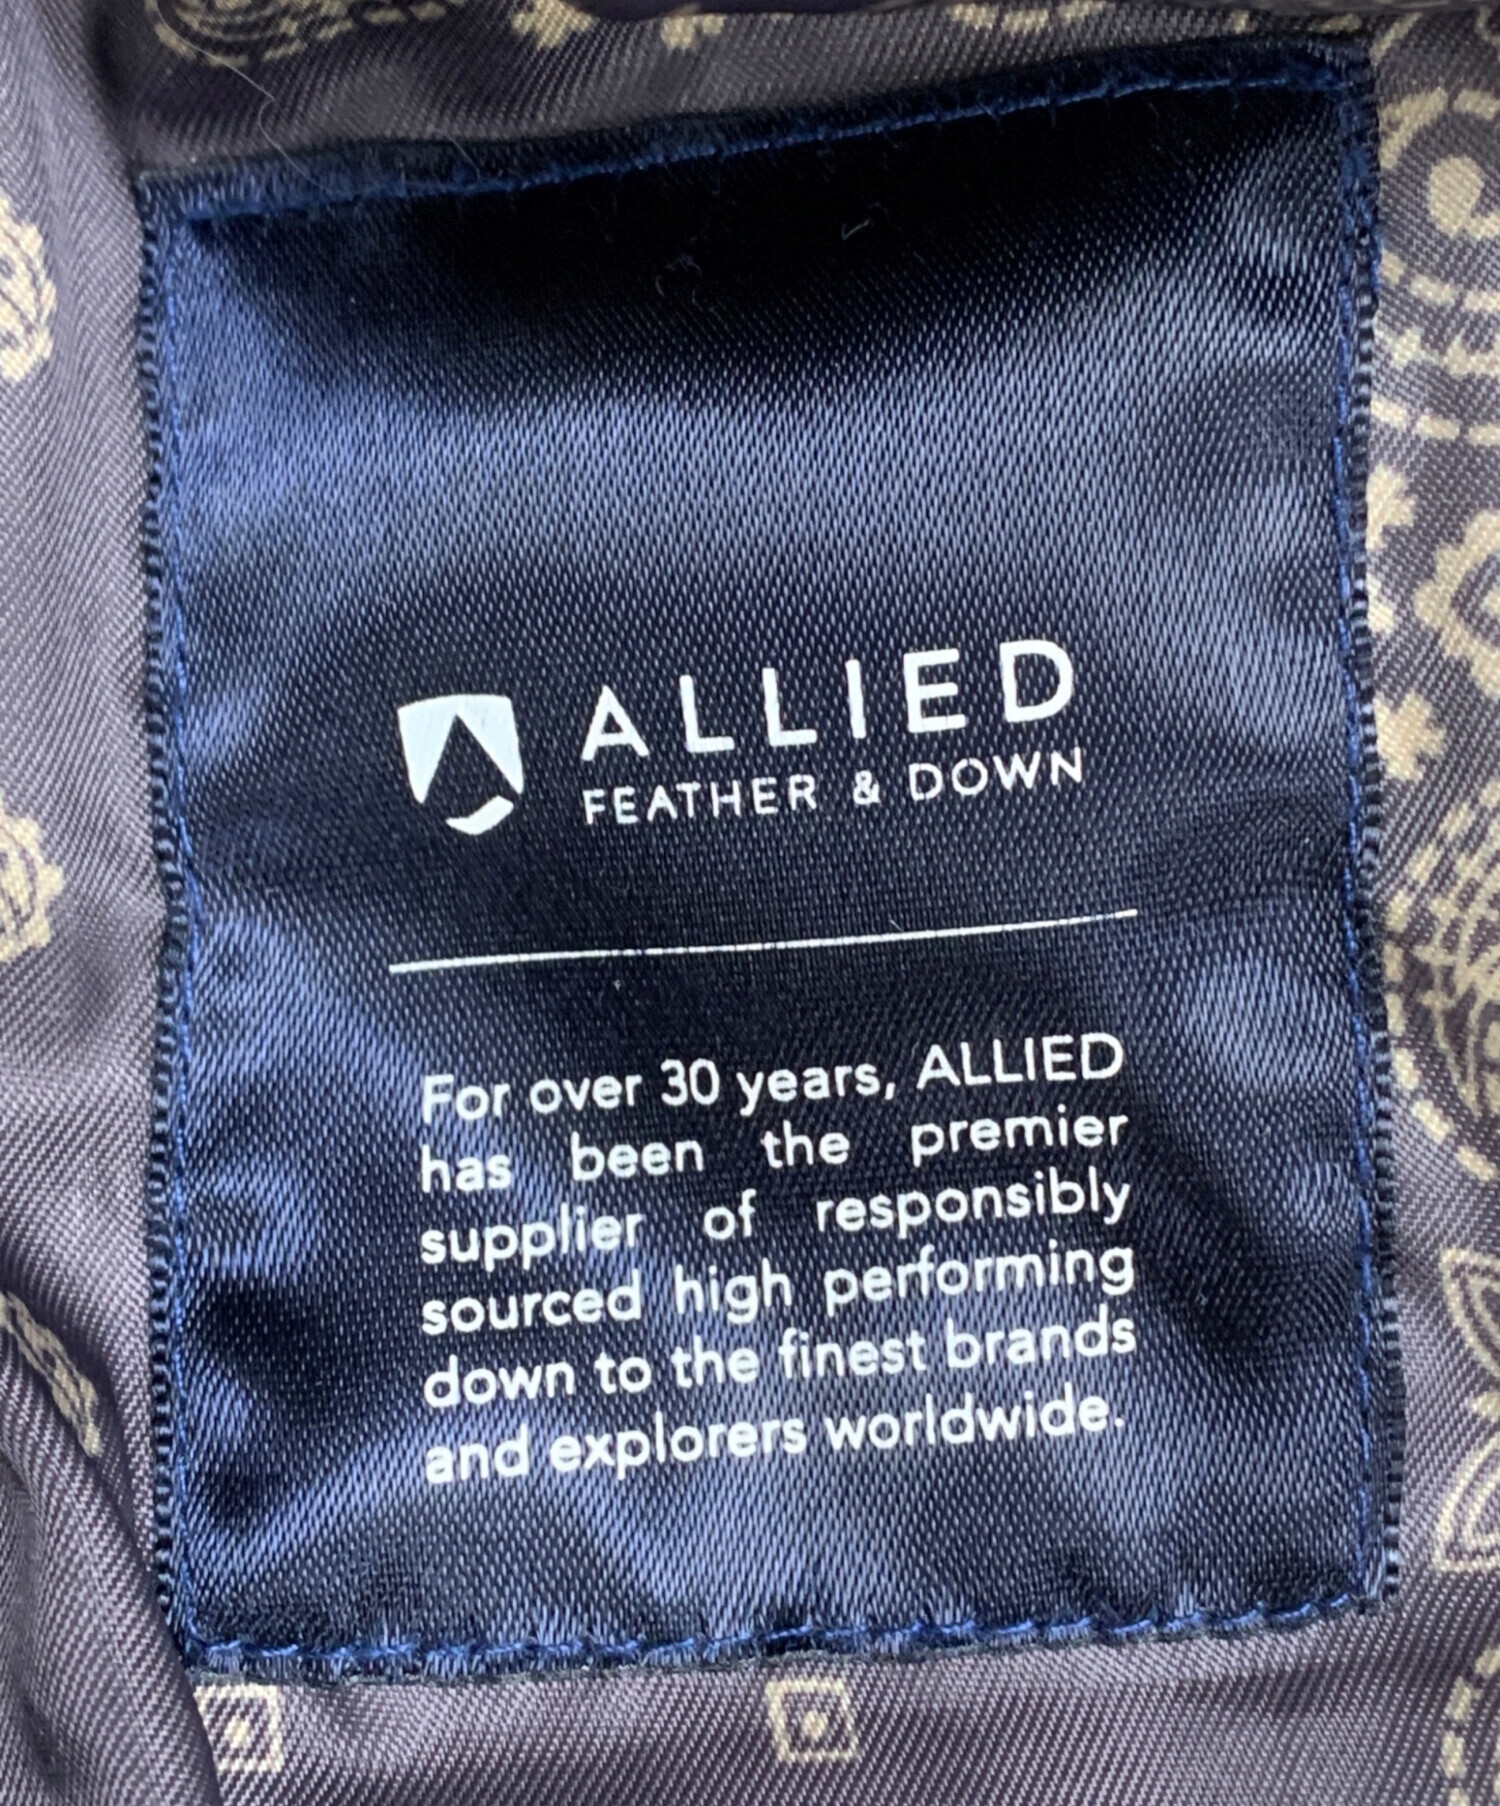 ALLIED
FEATHER & DOWN
For over 30 years, ALLIED
has been the premier
supplier of responsibly
sourced high performing
down to the finest brands
and explorers worldwide.